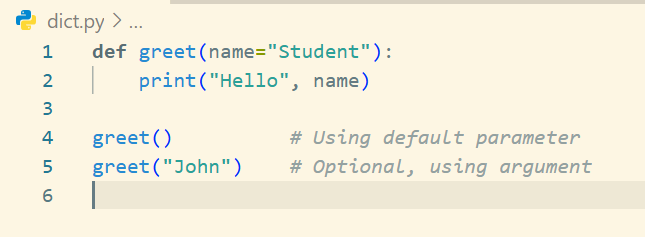 dict.py > ...
1 def greet(name="Student"):
2     print("Hello", name)
3
4 greet()          # Using default parameter
5 greet("John")    # Optional, using argument
6